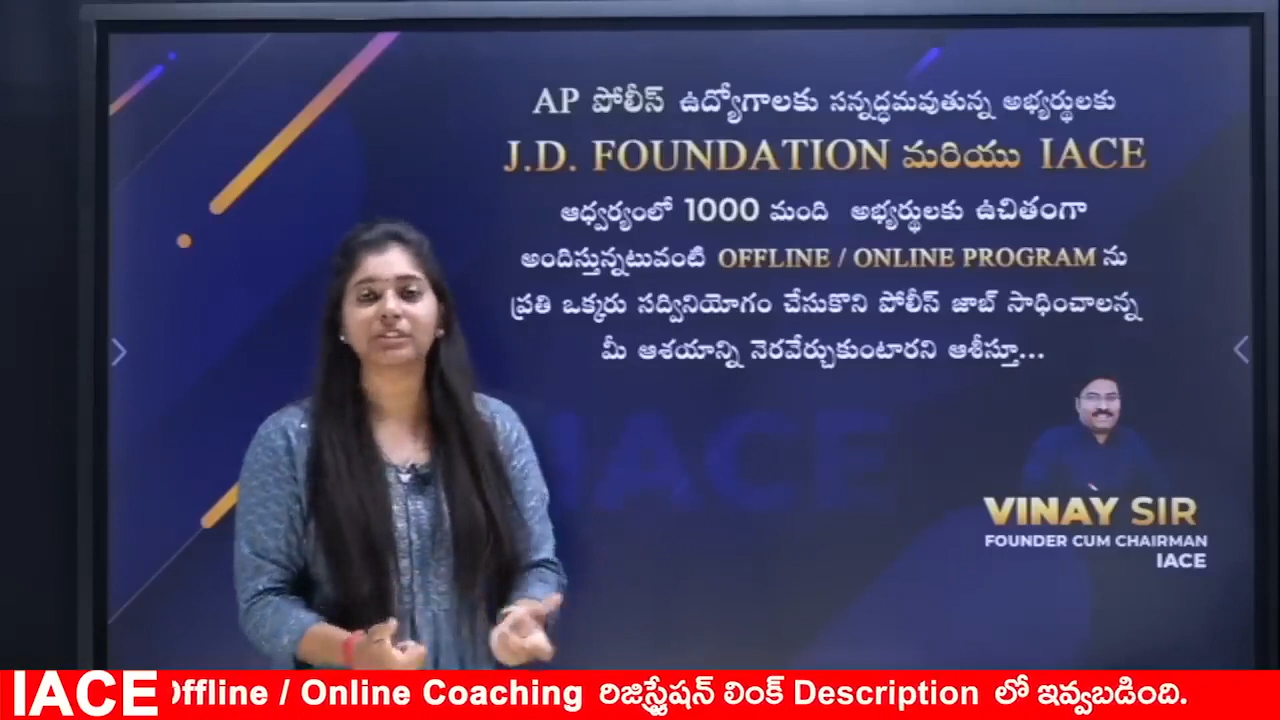 AP పోలీస్ ఉద్యోగాలకు సన్నద్ధమవుతున్న అభ్యర్థులకు
J.D. FOUNDATION మరియు IACE
ఆధ్వర్యంలో 1000 మంది అభ్యర్థులకు ఉచితంగా
అందిస్తున్నటువంటి OFFLINE / ONLINE PROGRAM ను
ప్రతి ఒక్కరు సద్వినియోగం చేసుకొని పోలీస్ జాబ్ సాధించాలన్న
మీ ఆశయాన్ని నెరవేర్చుకుంటారని ఆశీస్తూ...
IACE
VINAY SIR
FOUNDER CUM CHAIRMAN
IACE
IACE Offline / Online Coaching రిజిస్ట్రేషన్ లింక్ Description లో ఇవ్వబడింది.